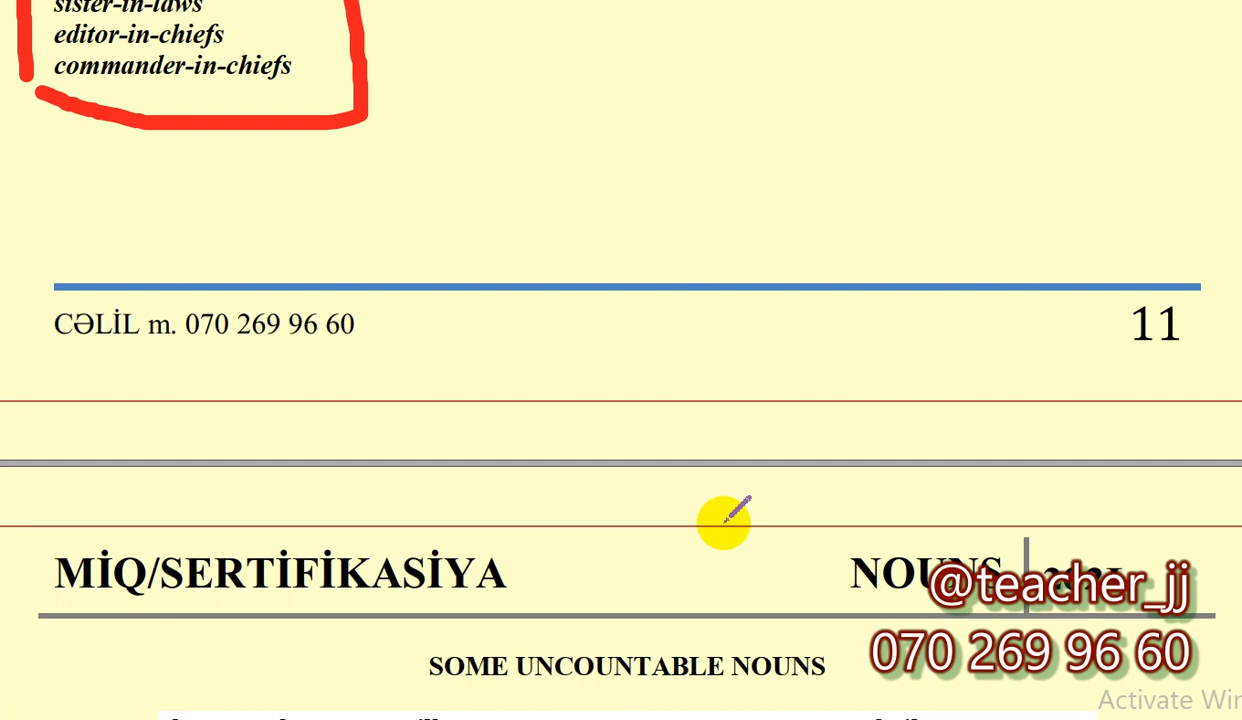 sister-in-laws
editor-in-chiefs
commander-in-chiefs
CƏLİL m. 070 269 96 60
11
MİQ/SERTİFİKASİYA
NOUNS
@teacher_jj
070 269 96 60
SOME UNCOUNTABLE NOUNS
Activate Win